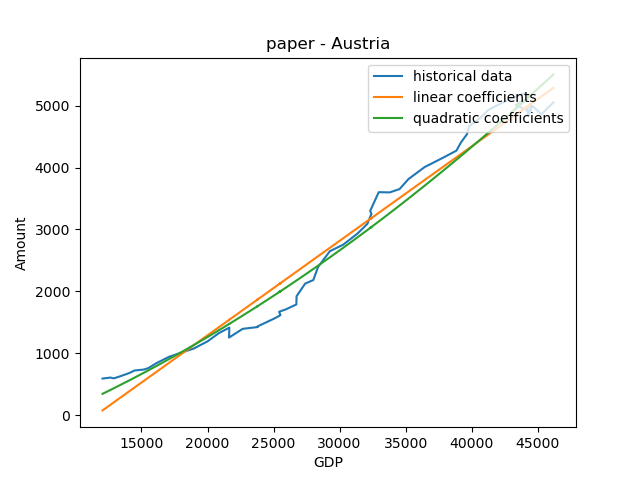 paper - Austria
historical data
linear coefficients
quadratic coefficients
Amount
5000
4000
3000
2000
1000
0
15000 20000 25000 30000 35000 40000 45000
GDP